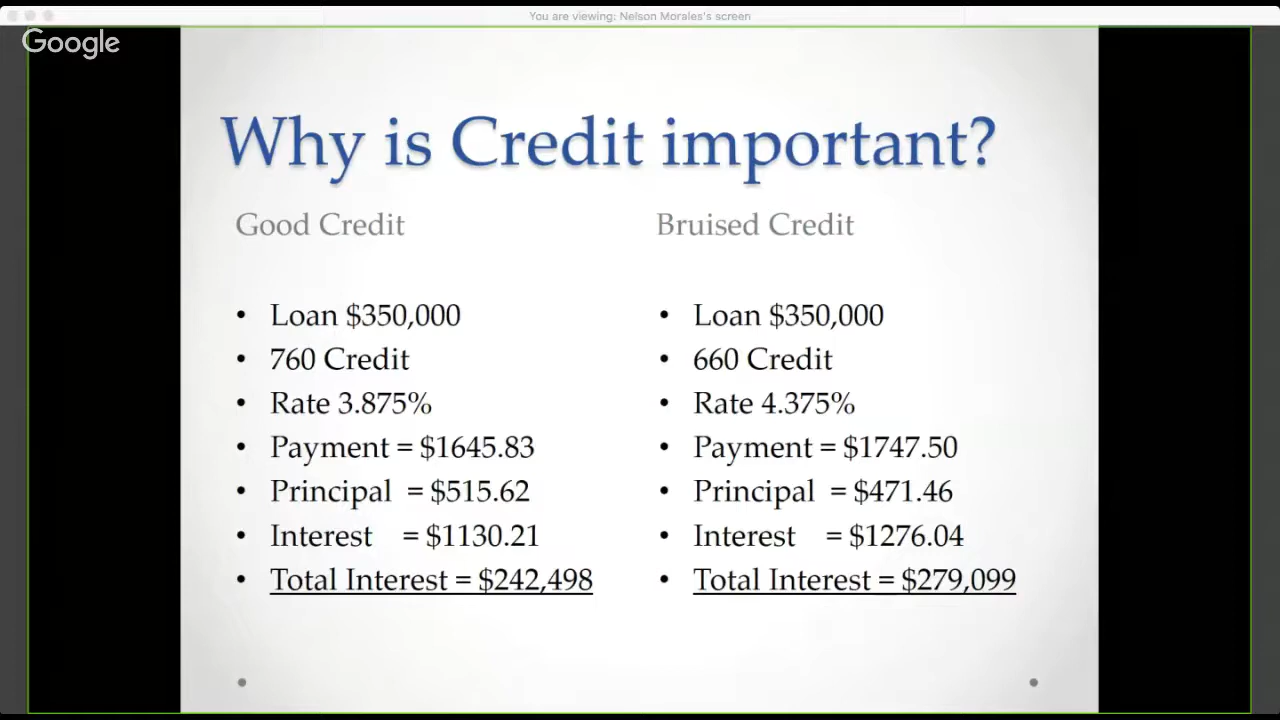 You are viewing: Nelson Morales's screen
Google
Why is Credit important?
Good Credit
• Loan $350,000
• 760 Credit
• Rate 3.875%
• Payment = $1645.83
• Principal = $515.62
• Interest = $1130.21
• Total Interest = $242,498
Bruised Credit
• Loan $350,000
• 660 Credit
• Rate 4.375%
• Payment = $1747.50
• Principal = $471.46
• Interest = $1276.04
• Total Interest = $279,099